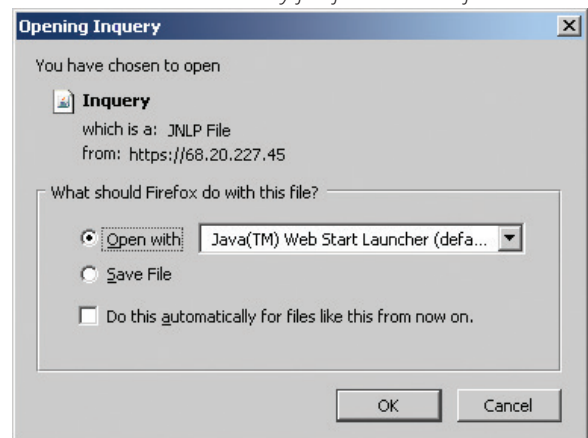 Opening Inquery
You have chosen to open
Inquery
which is a: JNLP File
from: https://68.20.227.45
What should Firefox do with this file?
Open with Java(TM) Web Start Launcher (defa...
Save File
Do this automatically for files like this from now on.
OK Cancel